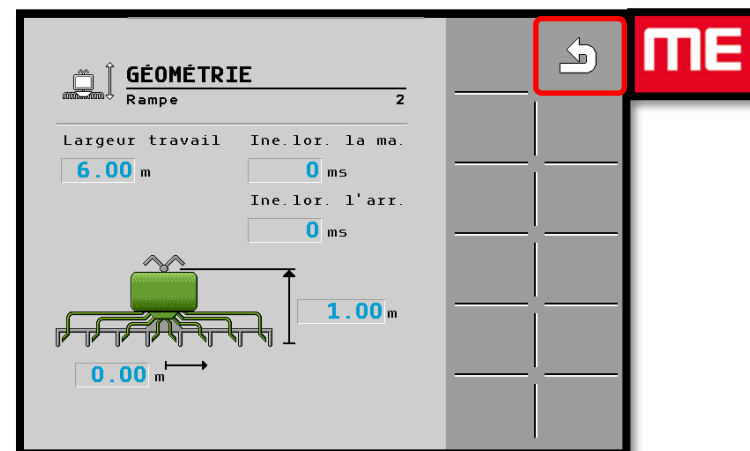 GÉOMÉTRIE
Rampe 2
Largeur travail Ine.lor. la ma.
6.00 m 0 ms
Ine.lor. l'arr.
0 ms
1.00 m
0.00 m
ME